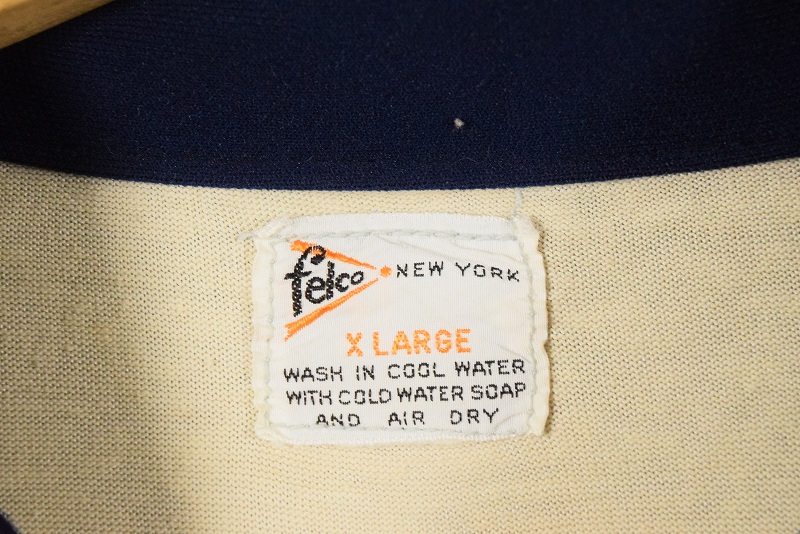 felco NEW YORK
X LARGE
WASH IN COOL WATER
WITH COLD WATER SOAP
AND AIR DRY